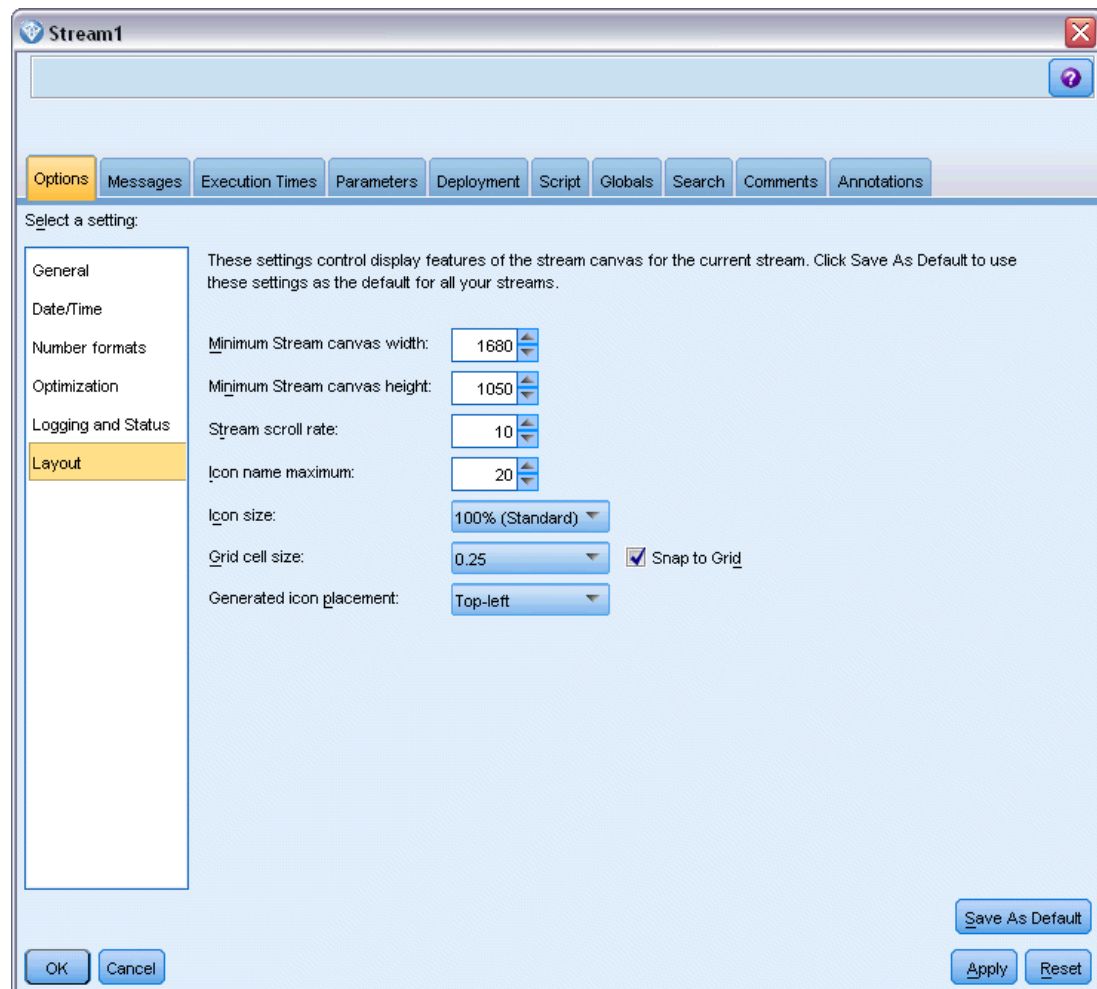 Stream1
?
Options Messages Execution Times Parameters Deployment Script Globals Search Comments Annotations
Select a setting:
General
Date/Time
Number formats
Optimization
Logging and Status
Layout
These settings control display features of the stream canvas for the current stream. Click Save As Default to use
these settings as the default for all your streams.
Minimum Stream canvas width: 1680
Minimum Stream canvas height: 1050
Stream scroll rate: 10
Icon name maximum: 20
Icon size: 100% (Standard)
Grid cell size: 0.25 Snap to Grid
Generated icon placement: Top-left
Save As Default
OK Cancel Apply Reset